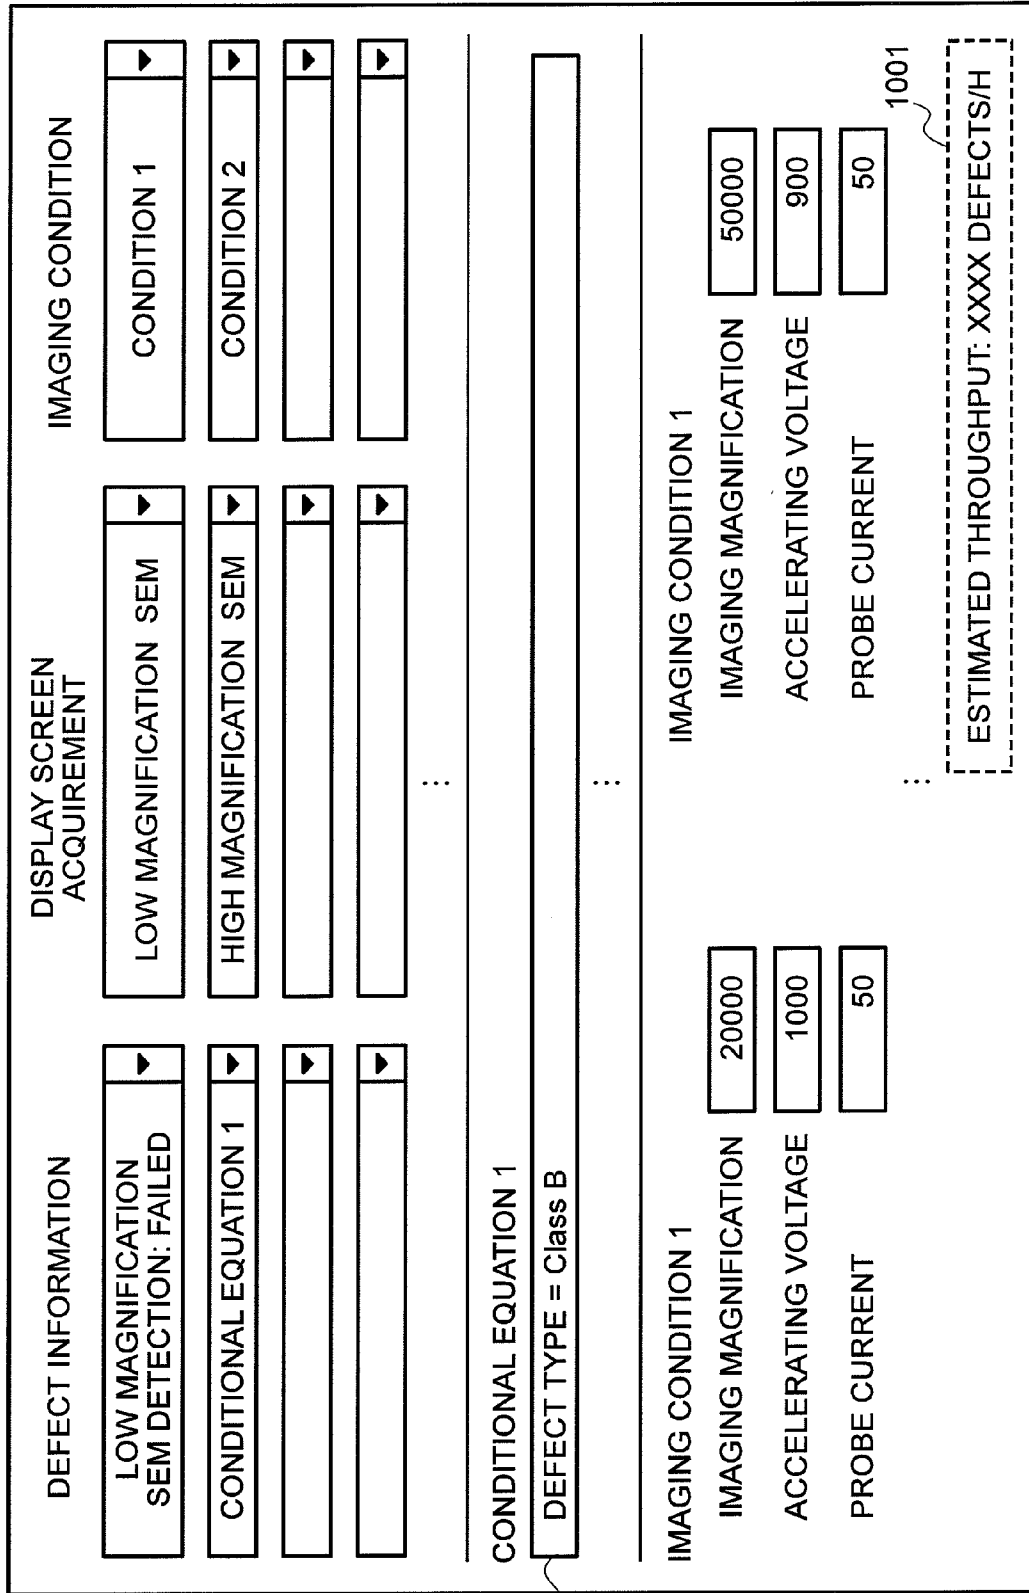 DEFECT INFORMATION
DISPLAY SCREEN
ACQUIREMENT
IMAGING CONDITION
LOW MAGNIFICATION
SEM DETECTION: FAILED
LOW MAGNIFICATION SEM
CONDITION 1
CONDITIONAL EQUATION 1
HIGH MAGNIFICATION SEM
CONDITION 2
...
CONDITIONAL EQUATION 1
DEFECT TYPE = Class B
...
IMAGING CONDITION 1
IMAGING MAGNIFICATION 20000
ACCELERATING VOLTAGE 1000
PROBE CURRENT 50
IMAGING CONDITION 1
IMAGING MAGNIFICATION 50000
ACCELERATING VOLTAGE 900
PROBE CURRENT 50
...
1001
ESTIMATED THROUGHPUT: XXXX DEFECTS/H